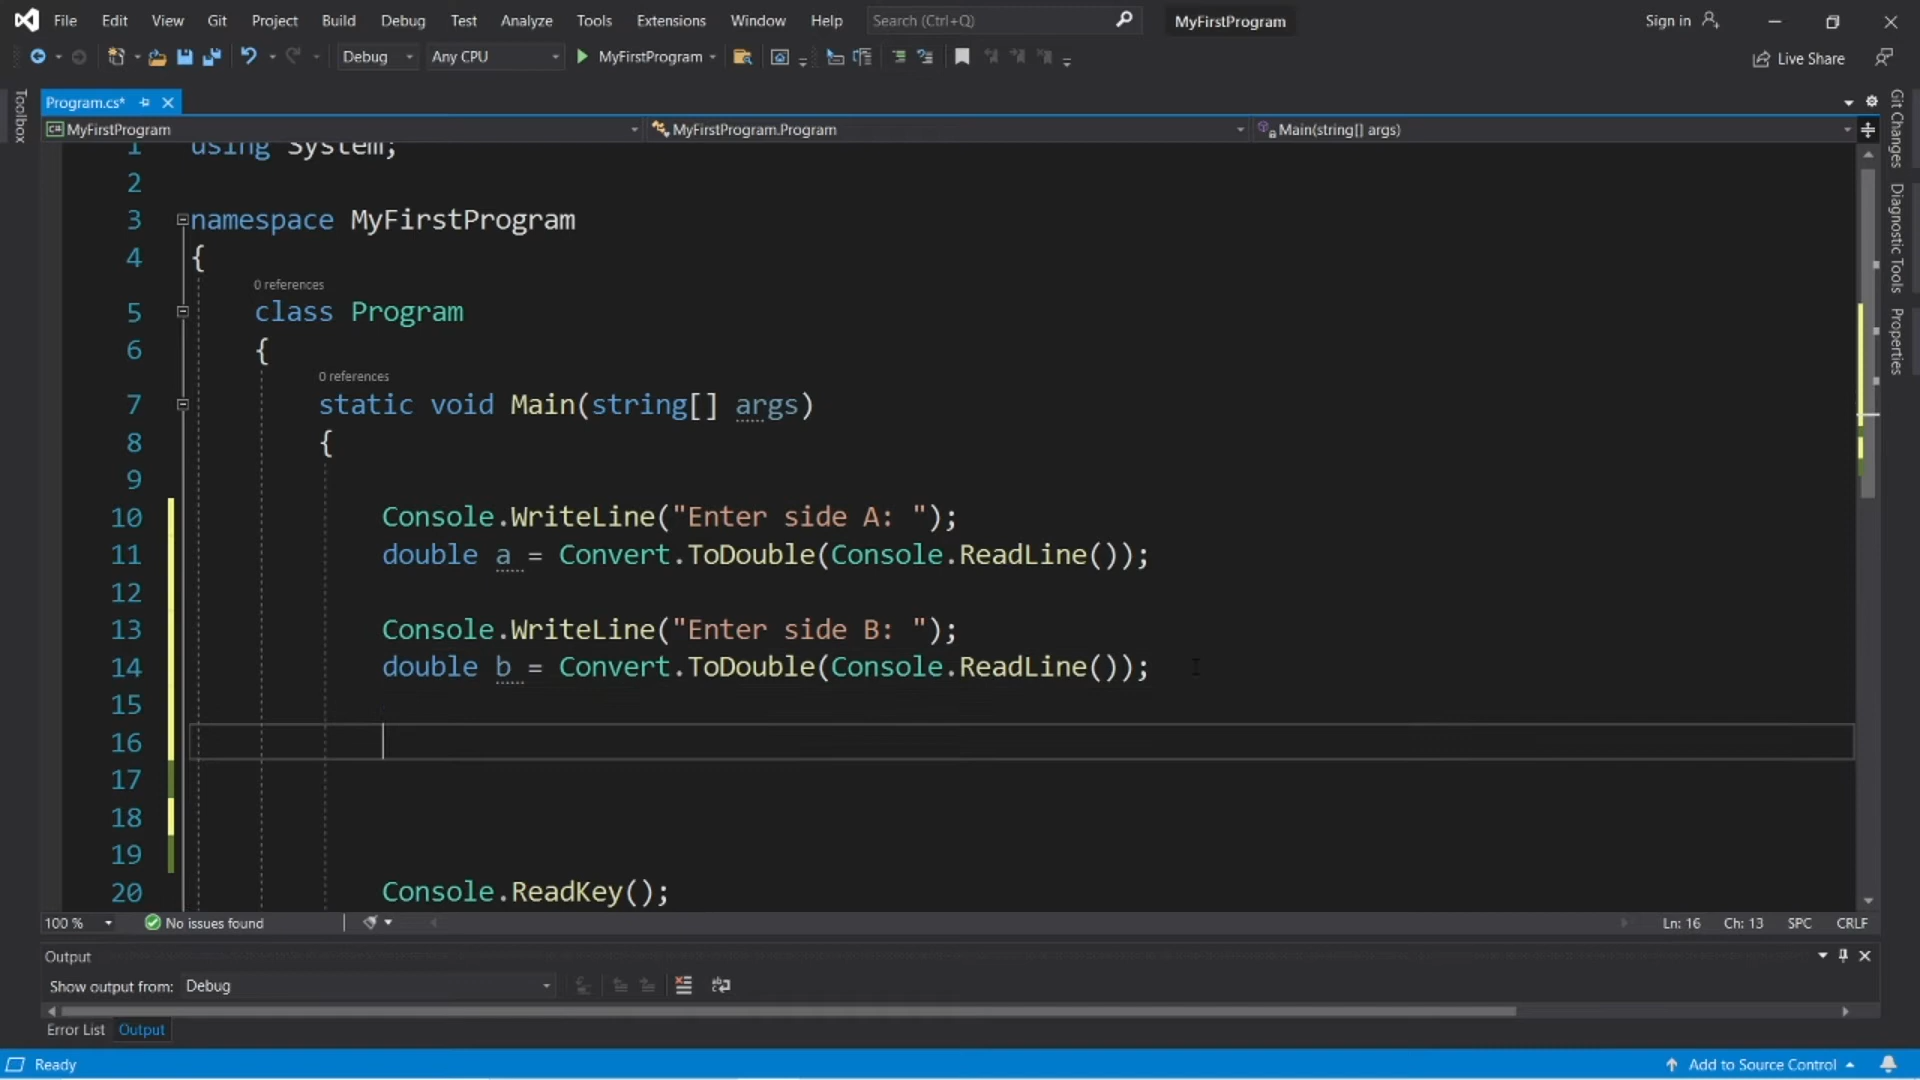 File Edit View Git Project Build Debug Test Analyze Tools Extensions Window Help Search (Ctrl+Q) MyFirstProgram Sign in
Debug Any CPU MyFirstProgram Live Share
Toolbox
Program.cs*
MyFirstProgram MyFirstProgram.Program Main(string[] args)
1 using System;
2
3 namespace MyFirstProgram
4 {
0 references
5 class Program
6 {
0 references
7 static void Main(string[] args)
8 {
9
10 Console.WriteLine("Enter side A: ");
11 double a = Convert.ToDouble(Console.ReadLine());
12
13 Console.WriteLine("Enter side B: ");
14 double b = Convert.ToDouble(Console.ReadLine());
15
16
17
18
19
20 Console.ReadKey();
Git Changes
Diagnostic Tools
Properties
100 % No issues found Ln: 16 Ch: 13 SPC CRLF
Output
Show output from: Debug
Error List Output
Ready Add to Source Control